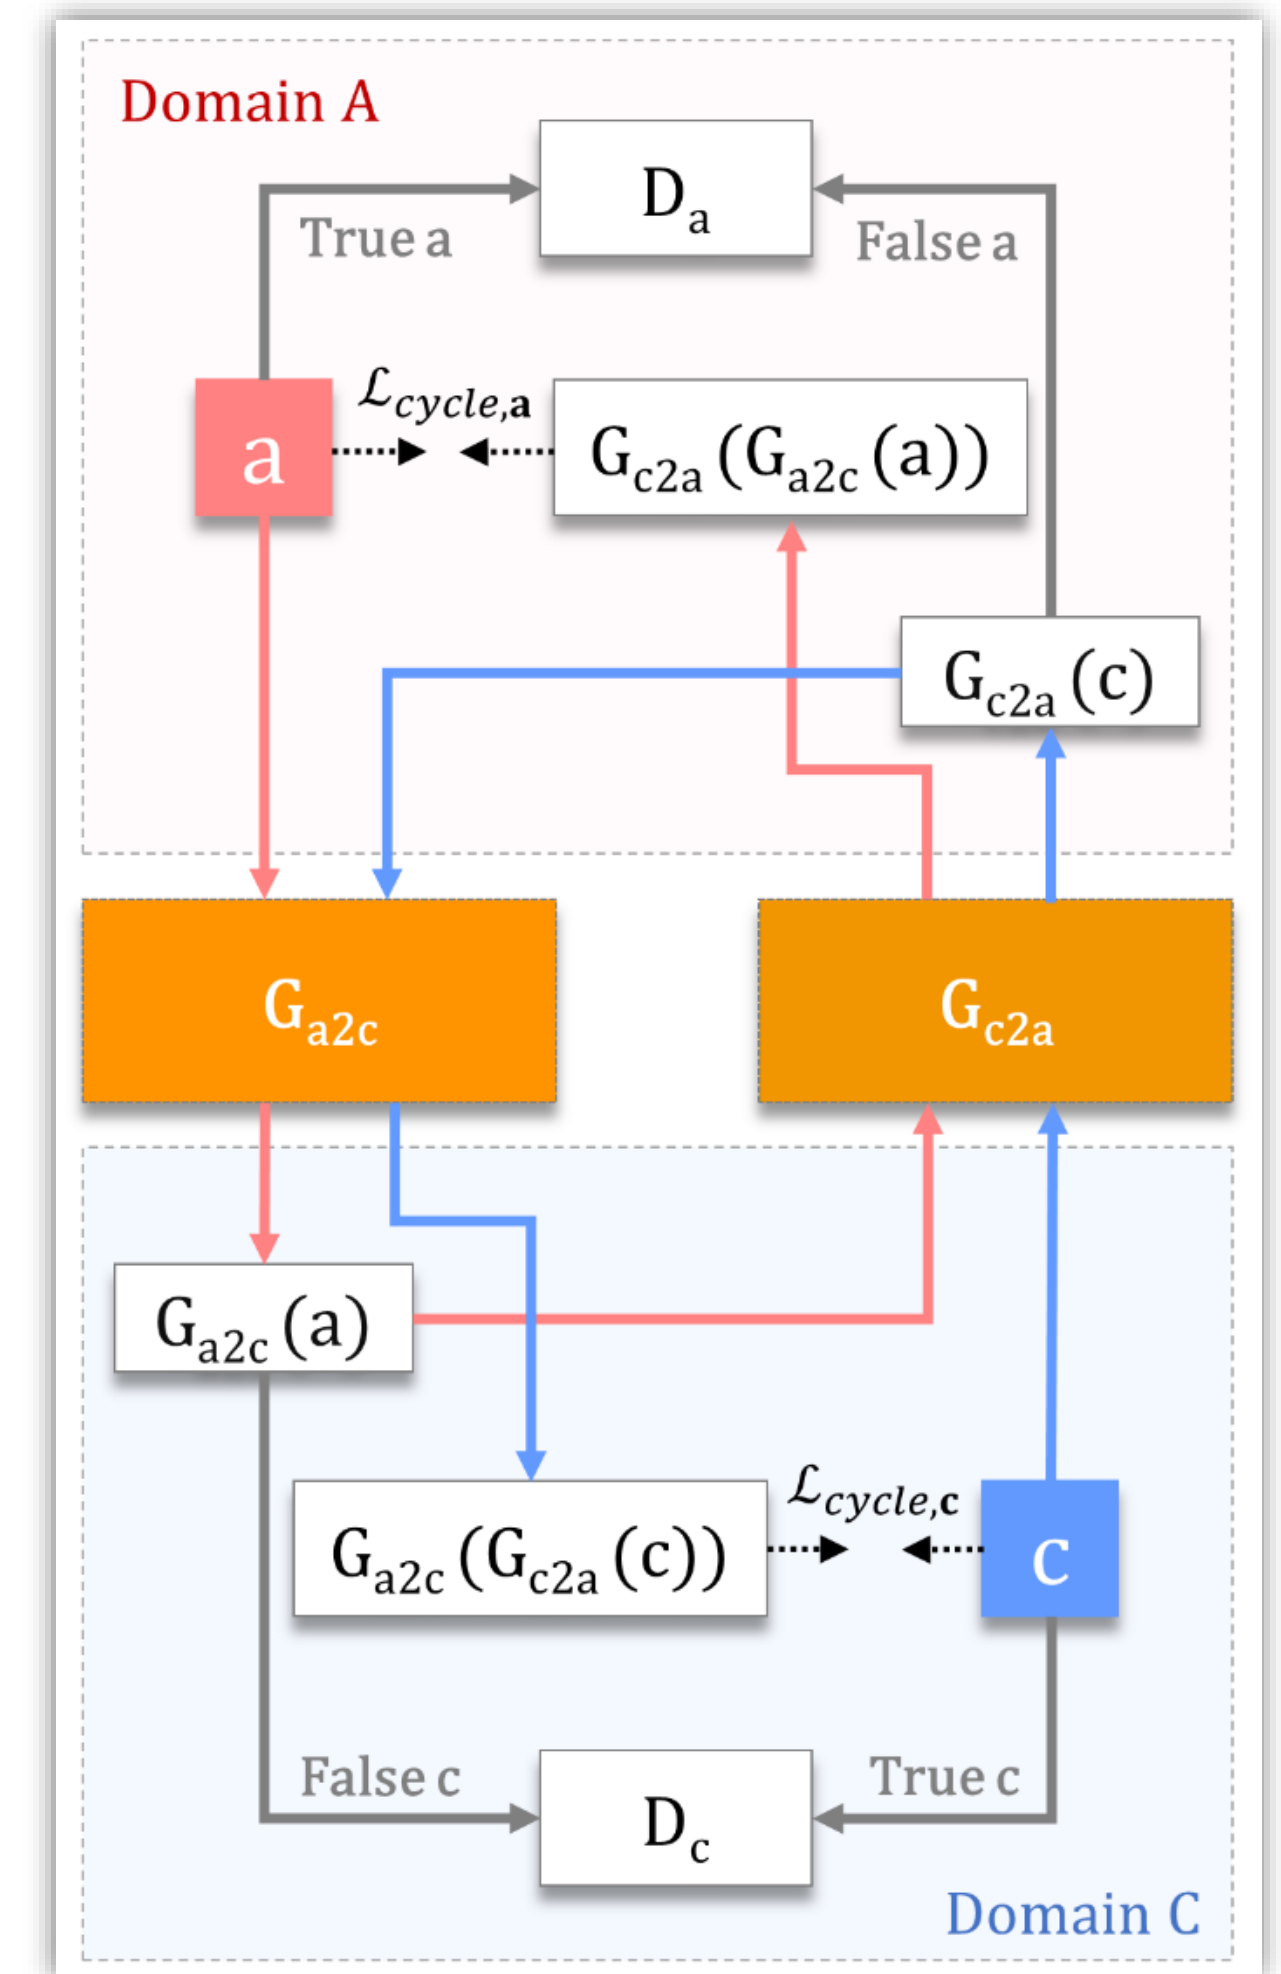 Domain A
D_a
True a
False a
ℒ_cycle,a
a
G_c2a (G_a2c (a))
G_c2a (c)
G_a2c
G_c2a
G_a2c (a)
ℒ_cycle,c
G_a2c (G_c2a (c))
c
False c
True c
D_c
Domain C